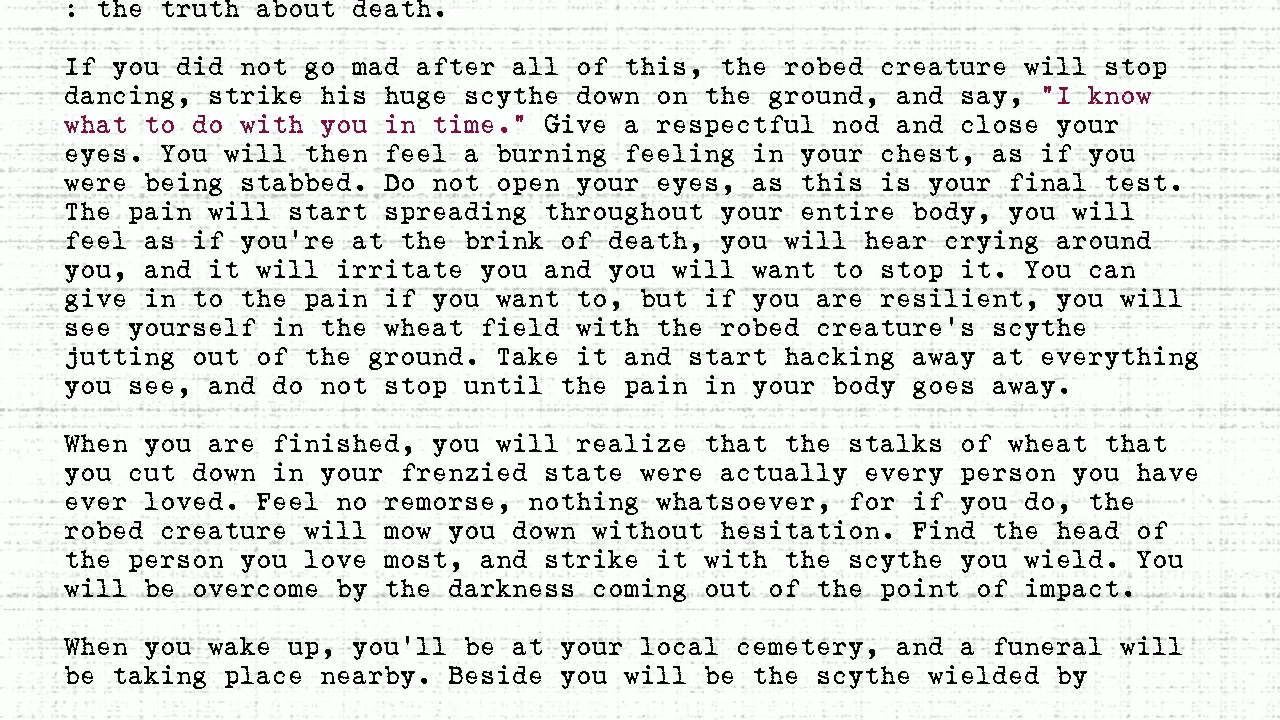 : the truth about death.
If you did not go mad after all of this, the robed creature will stop
dancing, strike his huge scythe down on the ground, and say, "I know
what to do with you in time." Give a respectful nod and close your
eyes. You will then feel a burning feeling in your chest, as if you
were being stabbed. Do not open your eyes, as this is your final test.
The pain will start spreading throughout your entire body, you will
feel as if you're at the brink of death, you will hear crying around
you, and it will irritate you and you will want to stop it. You can
give in to the pain if you want to, but if you are resilient, you will
see yourself in the wheat field with the robed creature's scythe
jutting out of the ground. Take it and start hacking away at everything
you see, and do not stop until the pain in your body goes away.
When you are finished, you will realize that the stalks of wheat that
you cut down in your frenzied state were actually every person you have
ever loved. Feel no remorse, nothing whatsoever, for if you do, the
robed creature will mow you down without hesitation. Find the head of
the person you love most, and strike it with the scythe you wield. You
will be overcome by the darkness coming out of the point of impact.
When you wake up, you'll be at your local cemetery, and a funeral will
be taking place nearby. Beside you will be the scythe wielded by